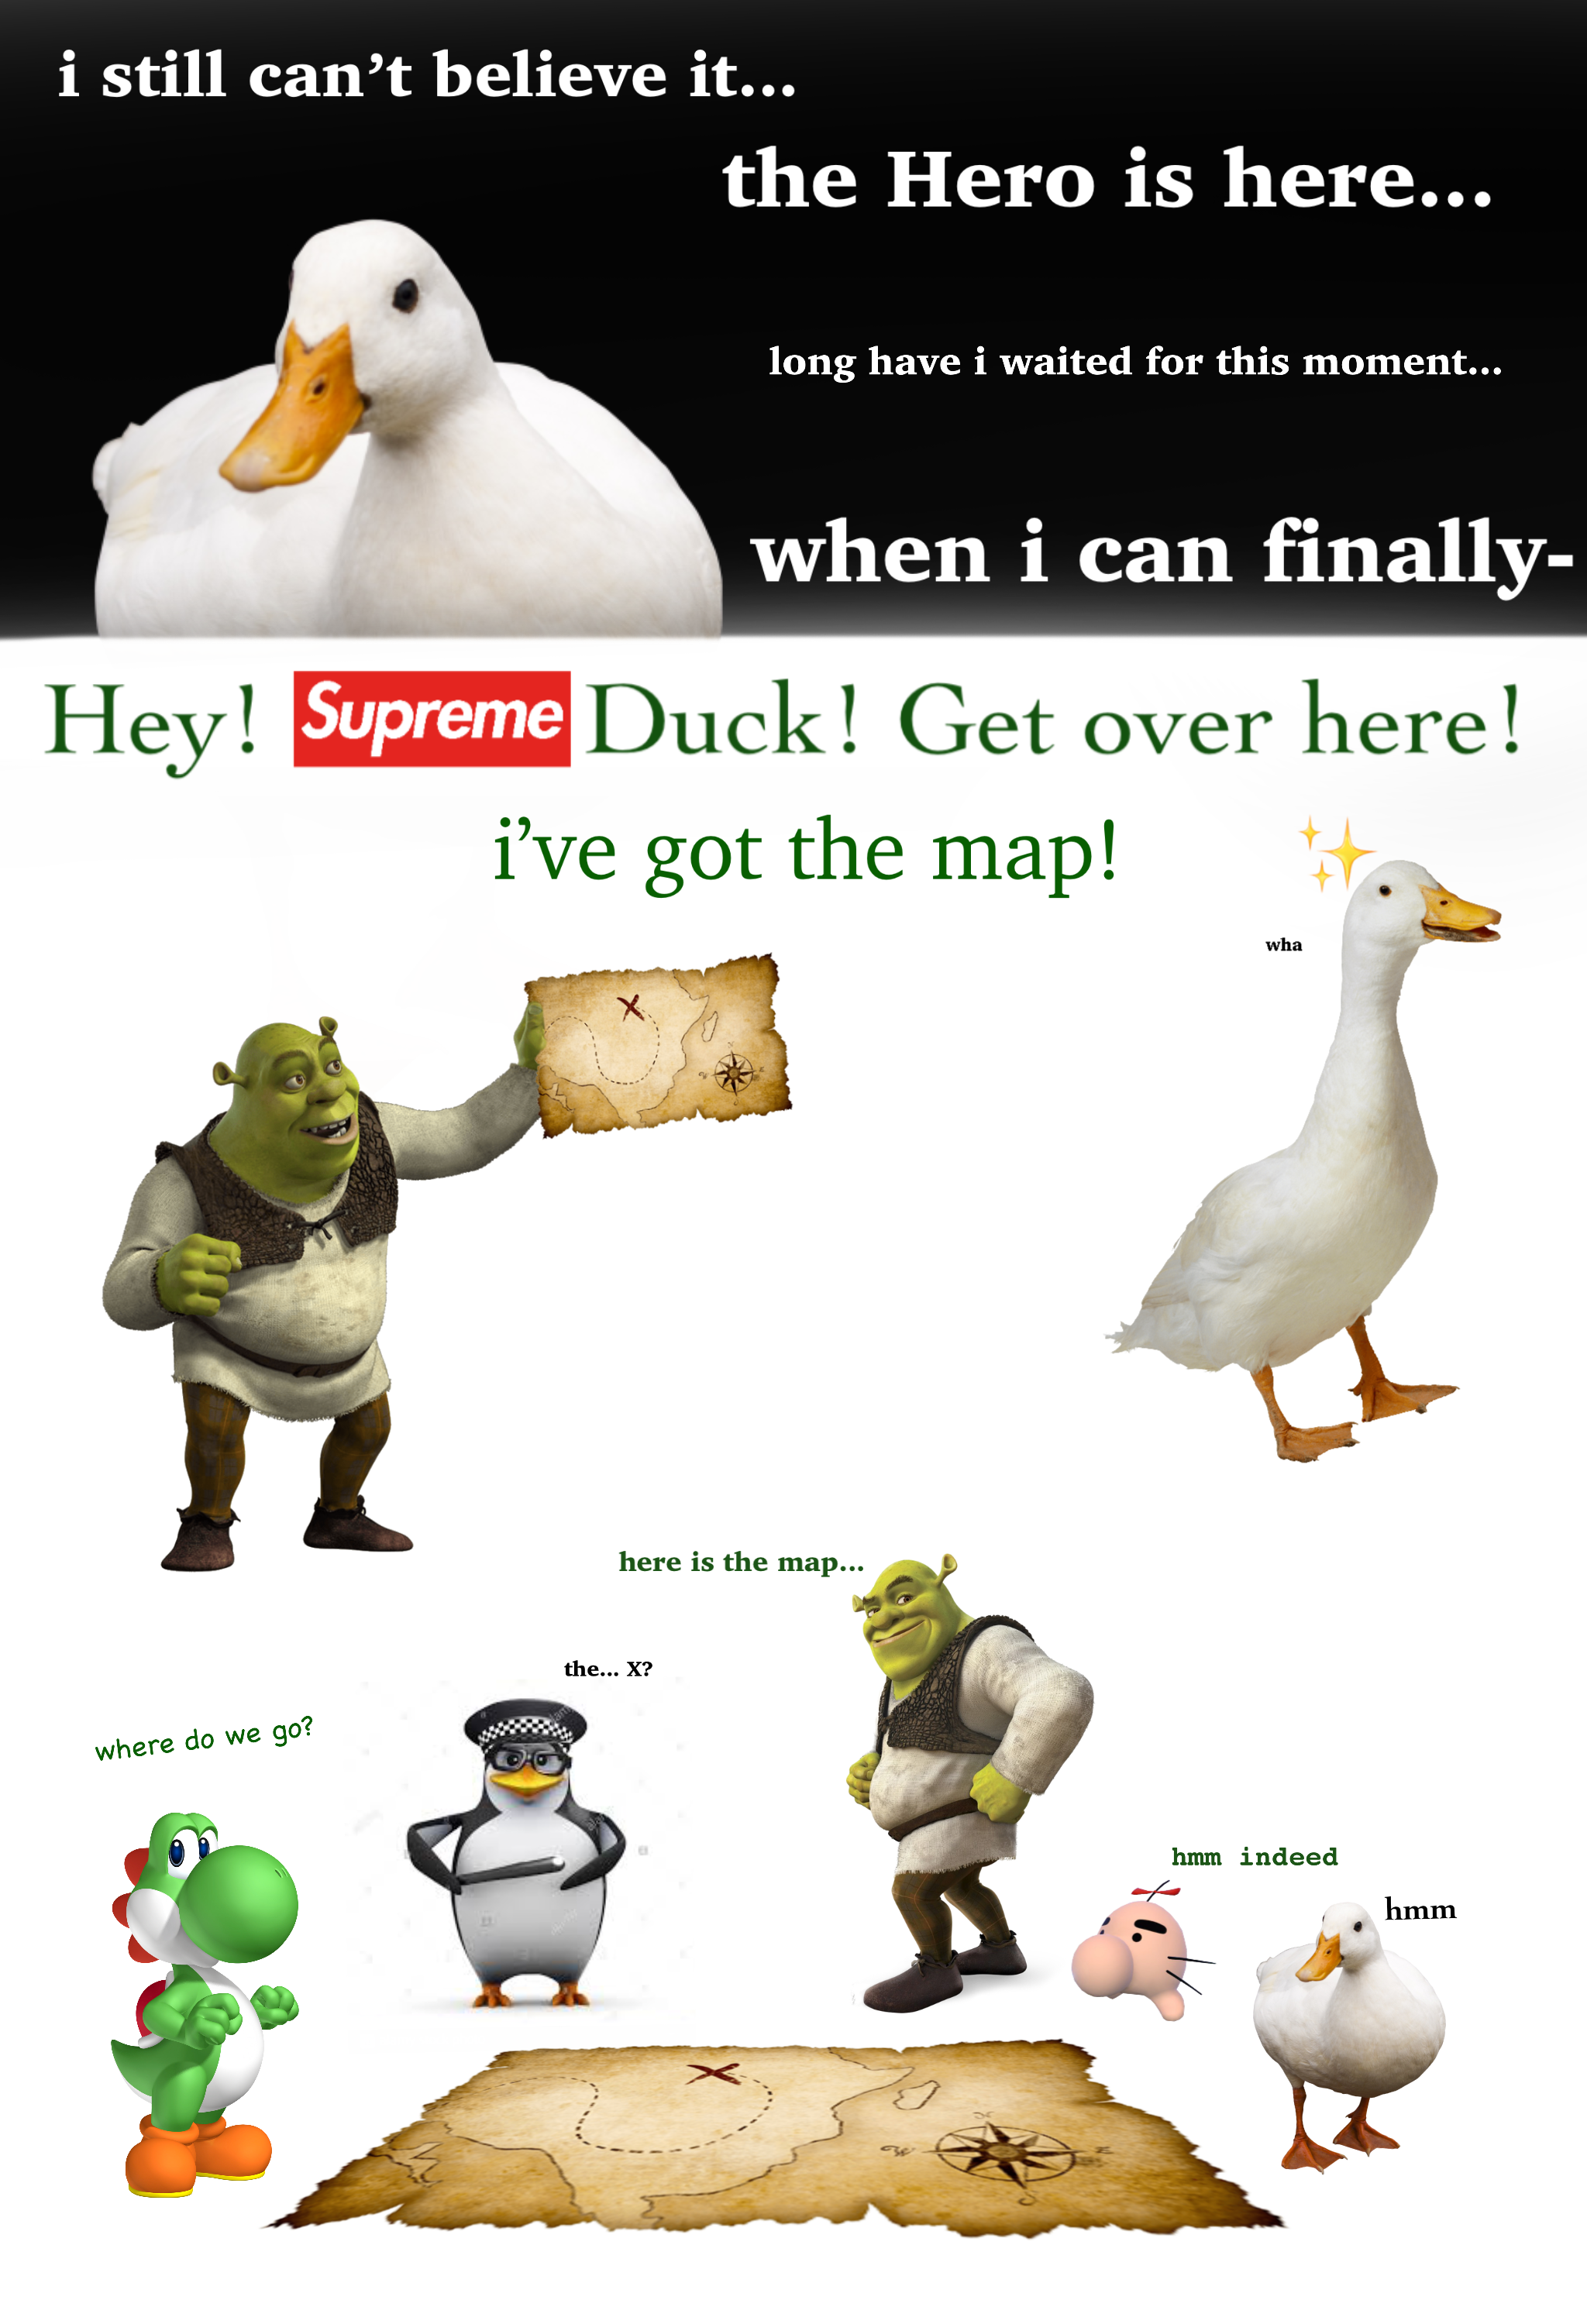 i still can’t believe it...
the Hero is here...
long have i waited for this moment...
when i can finally-
Hey! Supreme Duck! Get over here!
i’ve got the map!
wha
here is the map...
the... X?
where do we go?
hmm indeed
hmm